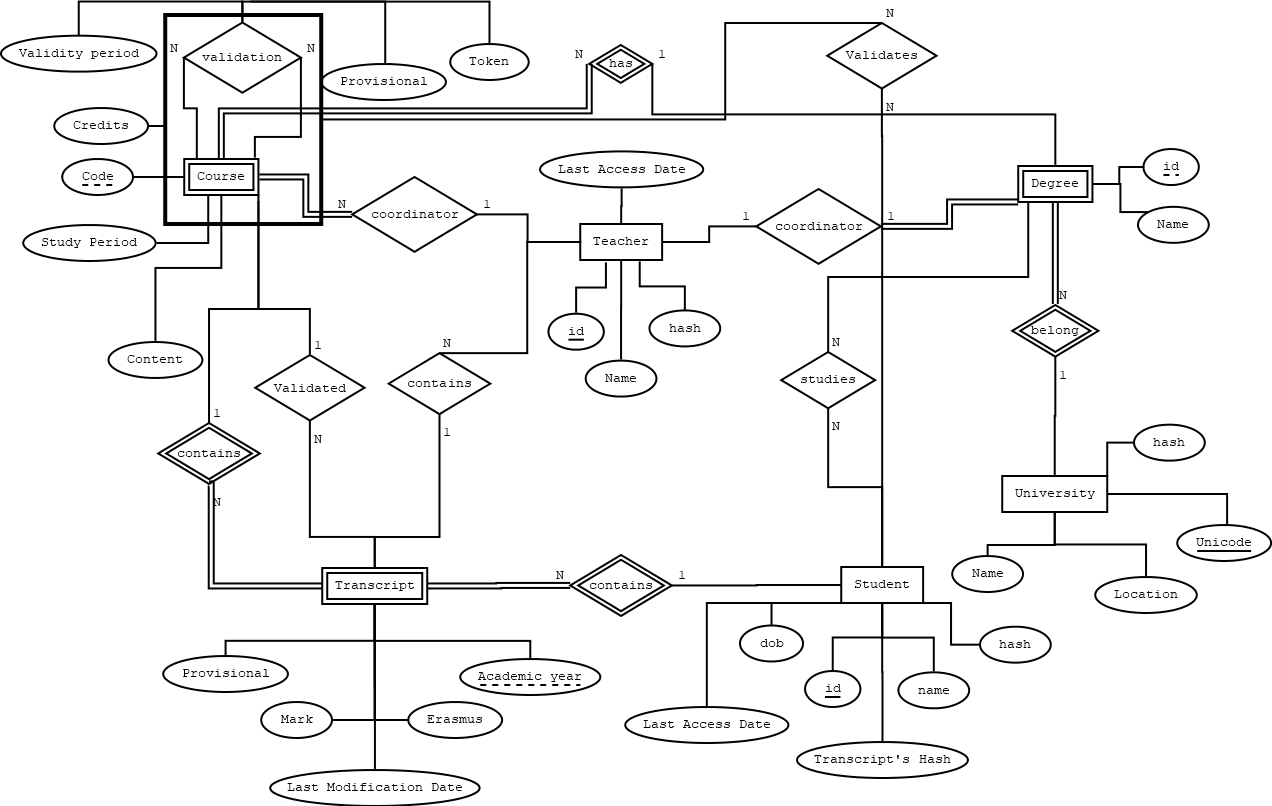 N
Validity period
N
validation
N
Provisional
Token
N
has
1
Validates
N
Credits
Code
Course
Last Access Date
Degree
id
Name
N
coordinator
1
Teacher
1
coordinator
1
Study Period
id
hash
Name
N
belong
1
Content
1
Validated
N
N
contains
1
N
studies
N
1
contains
N
hash
University
Unicode
Name
Location
Transcript
N
contains
1
Student
dob
hash
id
name
Last Access Date
Transcript's Hash
Provisional
Academic year
Mark
Erasmus
Last Modification Date